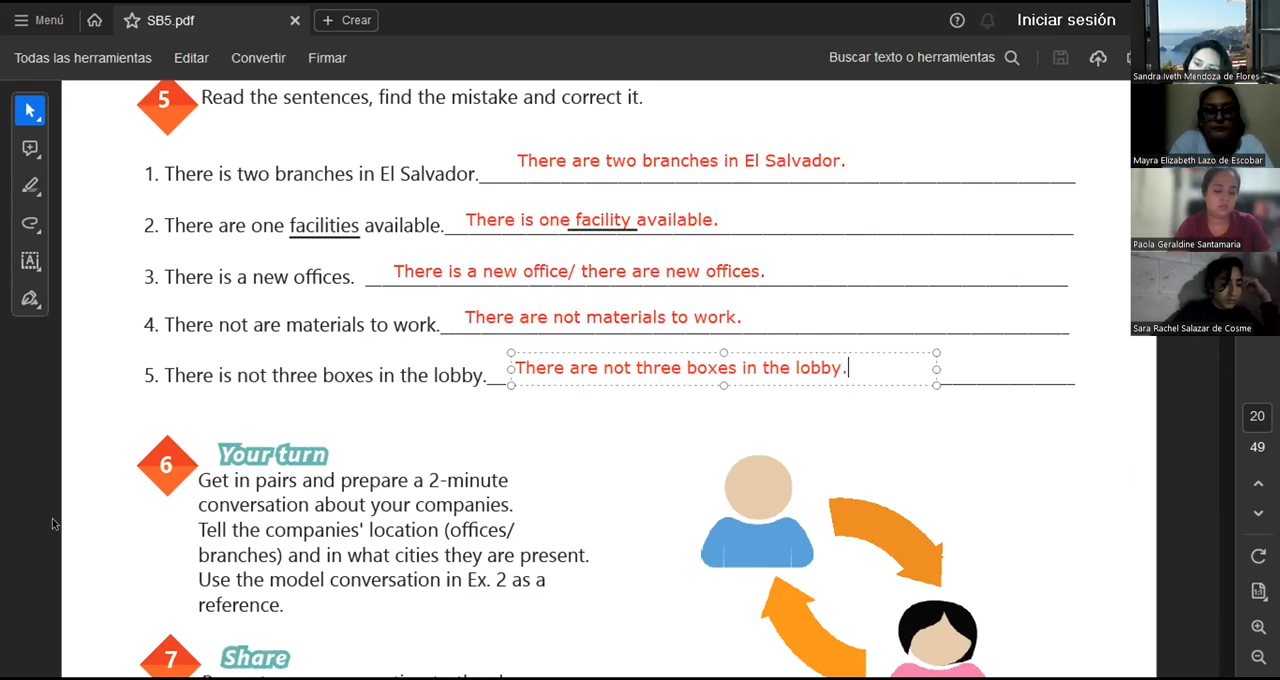 Menú
SB5.pdf
Crear
Iniciar sesión
Todas las herramientas
Editar
Convertir
Firmar
Buscar texto o herramientas
Sandra Iveth Mendoza de Flores
Mayra Elizabeth Lazo de Escobar
Paola Geraldine Santamaria
Sara Rachel Salazar de Cosme
5 Read the sentences, find the mistake and correct it.
1. There is two branches in El Salvador. There are two branches in El Salvador.
2. There are one facilities available. There is one facility available.
3. There is a new offices. There is a new office/ there are new offices.
4. There not are materials to work. There are not materials to work.
5. There is not three boxes in the lobby. There are not three boxes in the lobby.
6 Your turn
Get in pairs and prepare a 2-minute
conversation about your companies.
Tell the companies' location (offices/
branches) and in what cities they are present.
Use the model conversation in Ex. 2 as a
reference.
7 Share
20
49